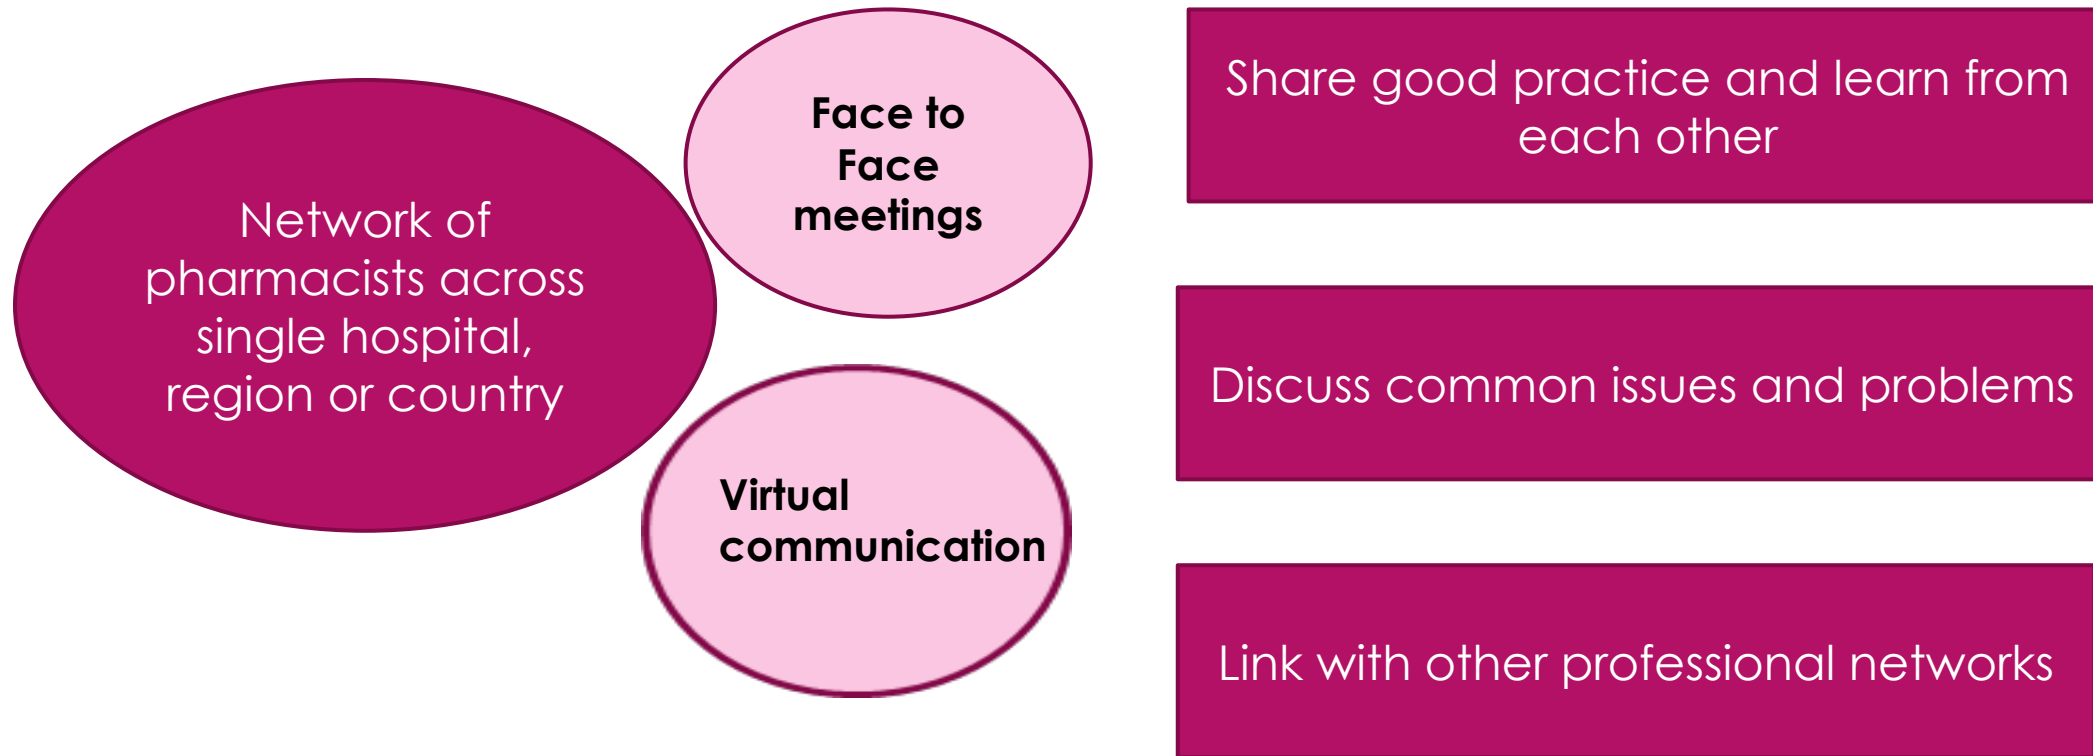 Network of
pharmacists across
single hospital,
region or country
Face to
Face
meetings
Virtual
communication
Share good practice and learn from
each other
Discuss common issues and problems
Link with other professional networks